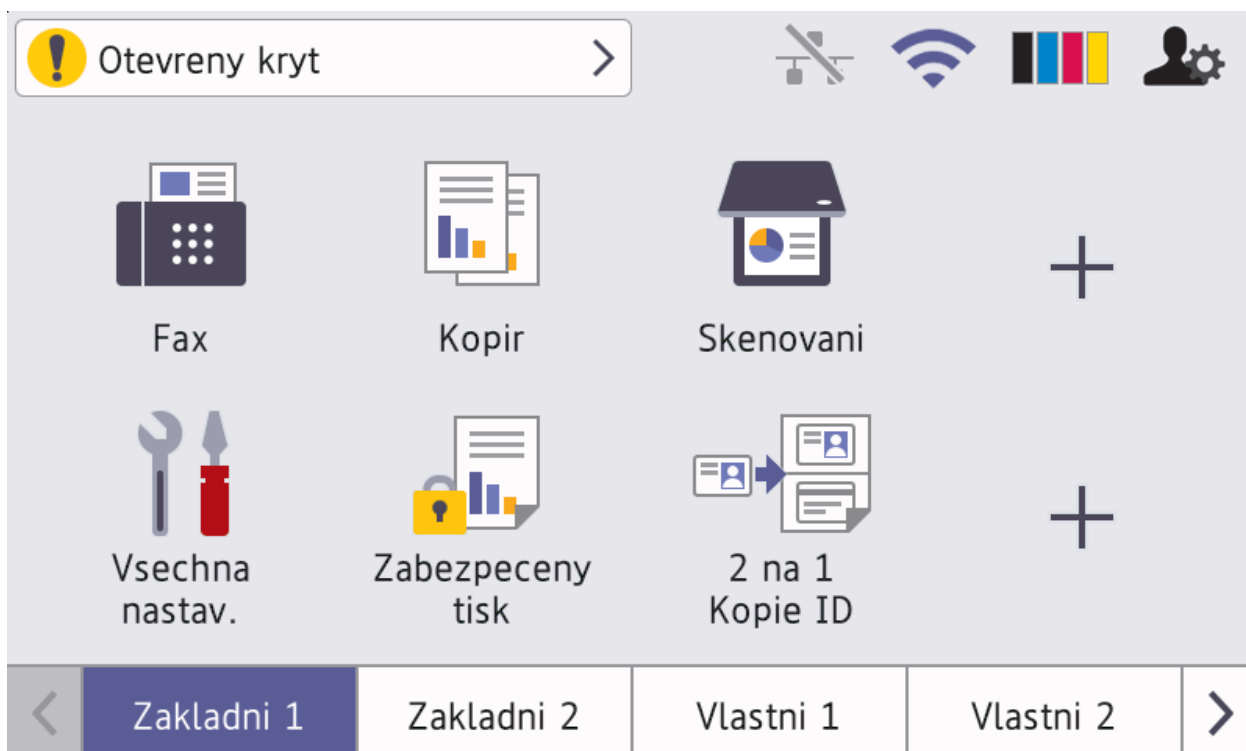 Otevreny kryt
Fax
Kopir
Skenovani
Vsechna
nastav.
Zabezpeceny
tisk
2 na 1
Kopie ID
Zakladni 1
Zakladni 2
Vlastni 1
Vlastni 2